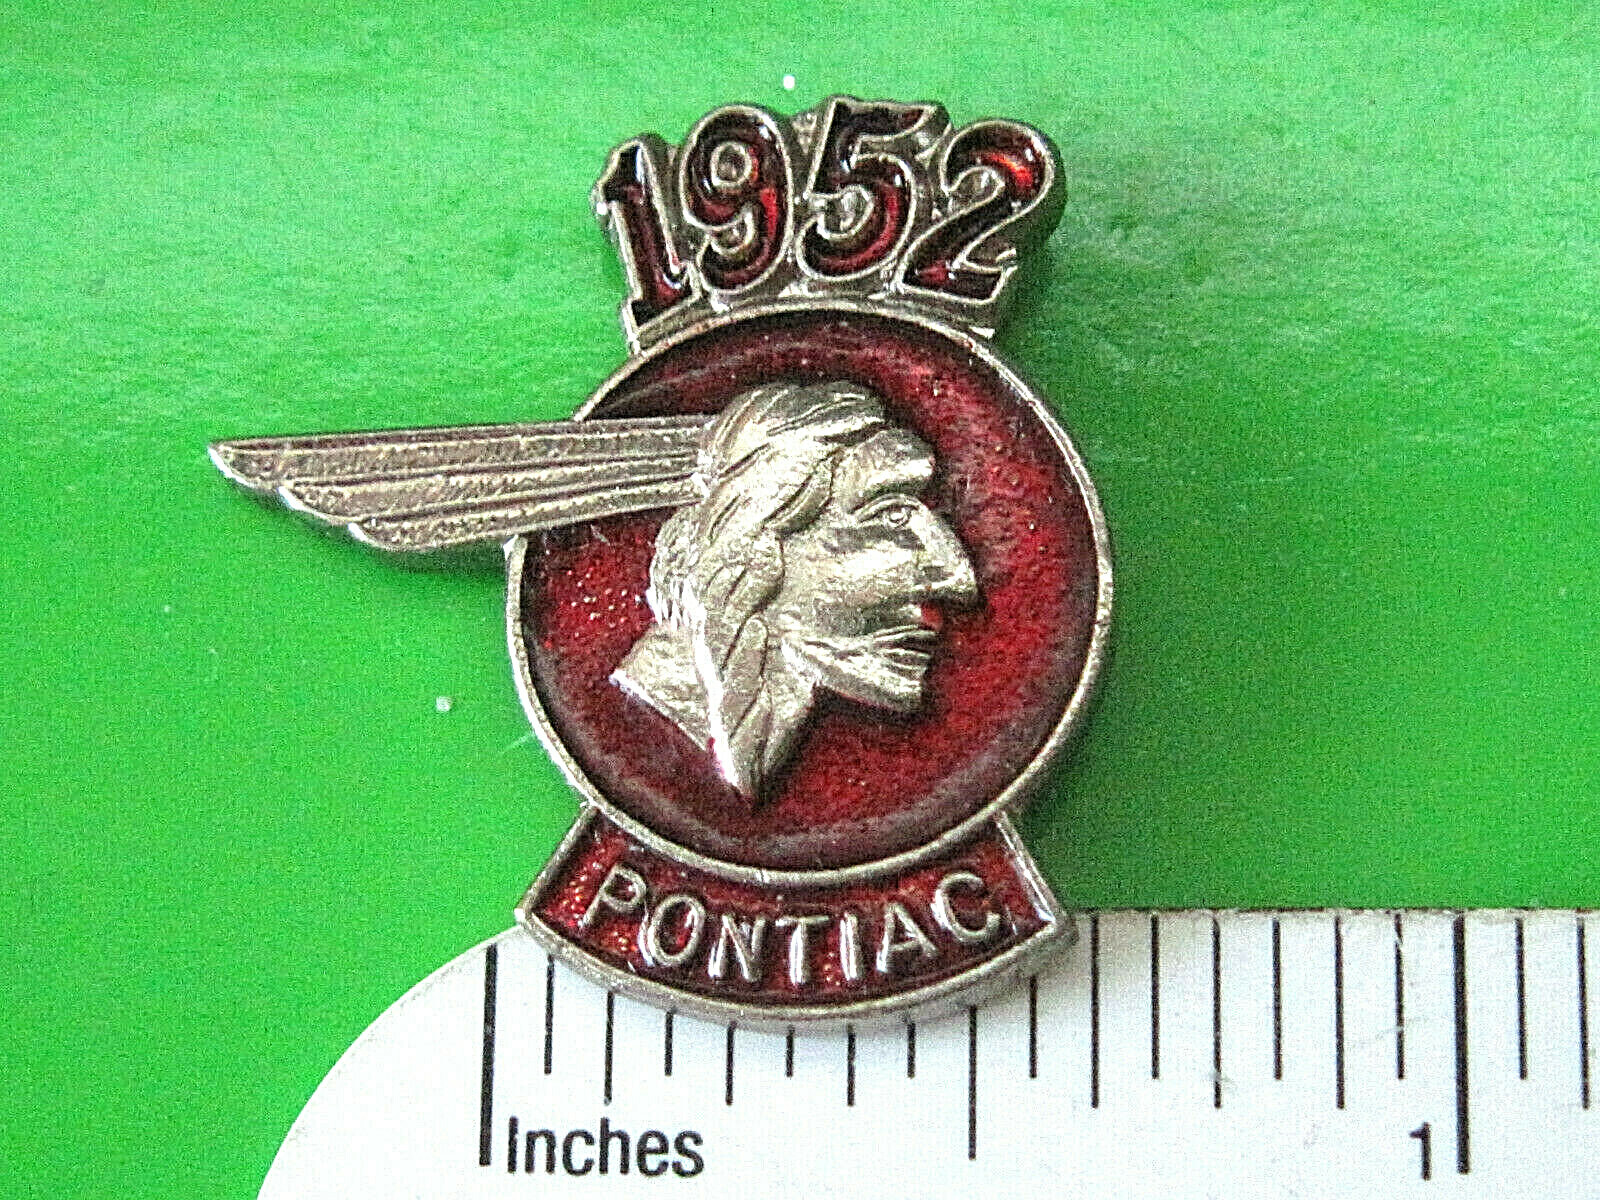 1952
PONTIAC
Inches 1